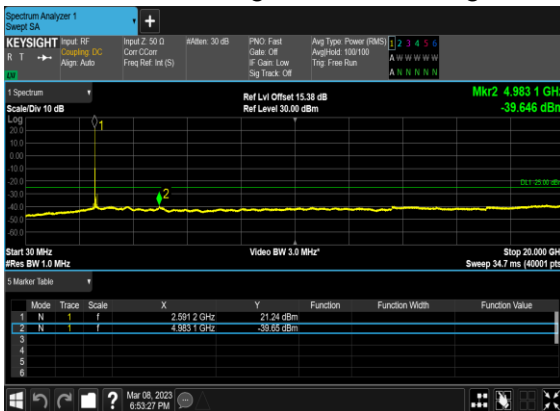 Spectrum Analyzer 1
Swept SA
KEYSIGHT Input: RF Input Z: 50 Ω #Atten: 30 dB PNO: Fast Avg Type: Power (RMS) 1 2 3 4 5 6
R T Coupling: DC Corr CCorr Gate: Off Avg|Hold: 100/100 A W W W W W
Align: Auto Freq Ref: Int (S) IF Gain: Low Trig: Free Run
LV Sig Track: Off A N N N N N
1 Spectrum Ref Lvl Offset 15.38 dB Mkr2 4.983 1 GHz
Scale/Div 10 dB Ref Level 30.00 dBm -39.646 dBm
Log
20.0
10.0
0.00
-10.0
-20.0
-30.0
-40.0
-50.0
-60.0
1
2
DL1 -25.00 dBm
Start 30 MHz Video BW 3.0 MHz* Stop 20.000 GHz
#Res BW 1.0 MHz Sweep 34.7 ms (40001 pts)
5 Marker Table
Mode Trace Scale X Y Function Function Width Function Value
1 N 1 f 2.591 2 GHz 21.24 dBm
2 N 1 f 4.983 1 GHz -39.65 dBm
3
4
5
6
? Mar 08, 2023
6:53:27 PM